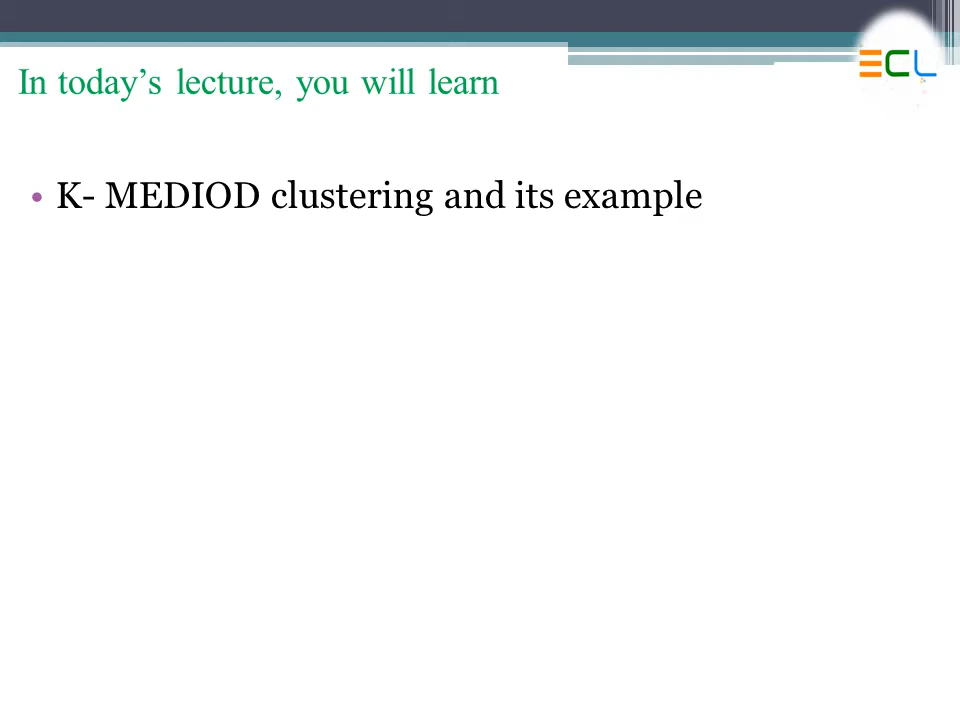 ECL
In today’s lecture, you will learn
• K- MEDIOD clustering and its example